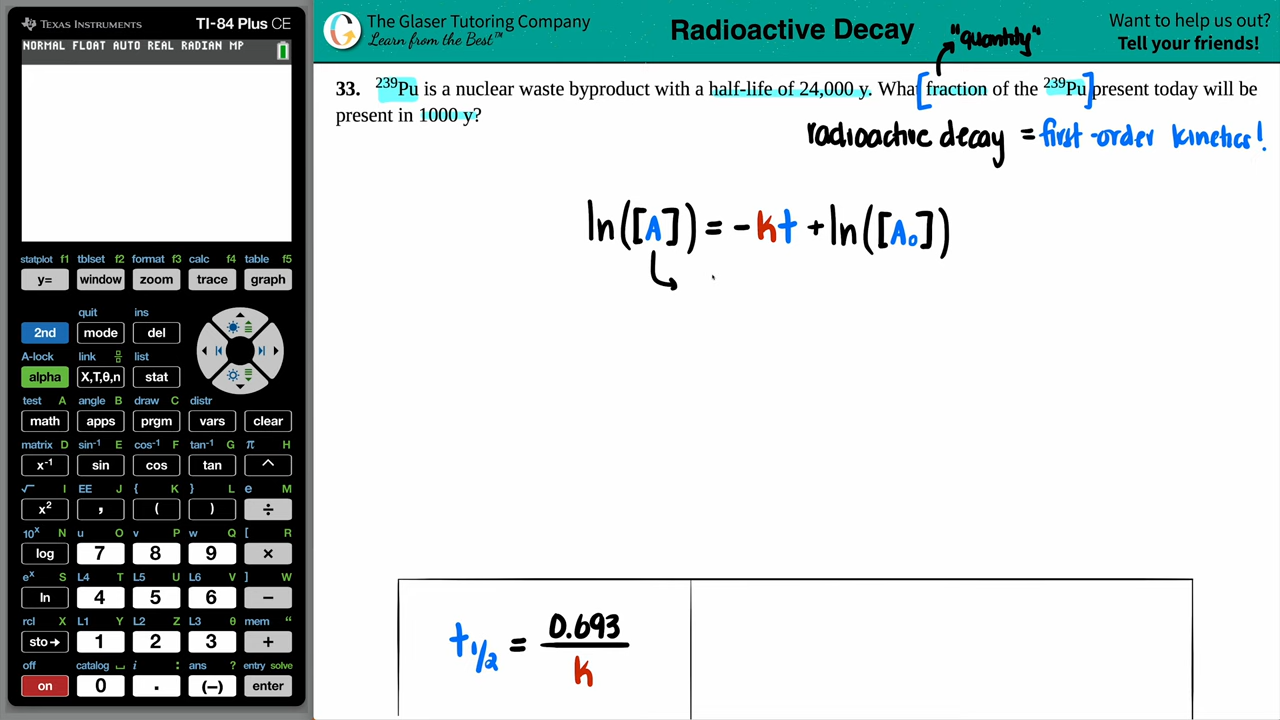 TEXAS INSTRUMENTS TI-84 Plus CE
NORMAL FLOAT AUTO REAL RADIAN MP
statplot f1 tblset f2 format f3 calc f4 table f5
y= window zoom trace graph
quit ins
2nd mode del
A-lock link list
alpha X,T,θ,n stat
test A angle B draw C distr
math apps prgm vars clear
matrix D sin⁻¹ E cos⁻¹ F tan⁻¹ G π H
x⁻¹ sin cos tan ^
√ I EE J { K } L e M
x² , ( ) ÷
10ˣ N u O v P w Q [ R
log 7 8 9 ×
eˣ S L4 T L5 U L6 V ] W
ln 4 5 6 −
rcl X L1 Y L2 Z L3 θ mem "
sto→ 1 2 3 +
off catalog ⎵ i : ans ? entry solve
on 0 . (−) enter
The Glaser Tutoring Company
Learn from the Best™
Radioactive Decay
Want to help us out?
Tell your friends!
"quantity"
33. ²³⁹Pu is a nuclear waste byproduct with a half-life of 24,000 y. What [fraction of the ²³⁹Pu] present today will be
present in 1000 y?
radioactive decay = first-order kinetics!
ln([A]) = -kt + ln([A₀])
t₁/₂ = 0.693 / k